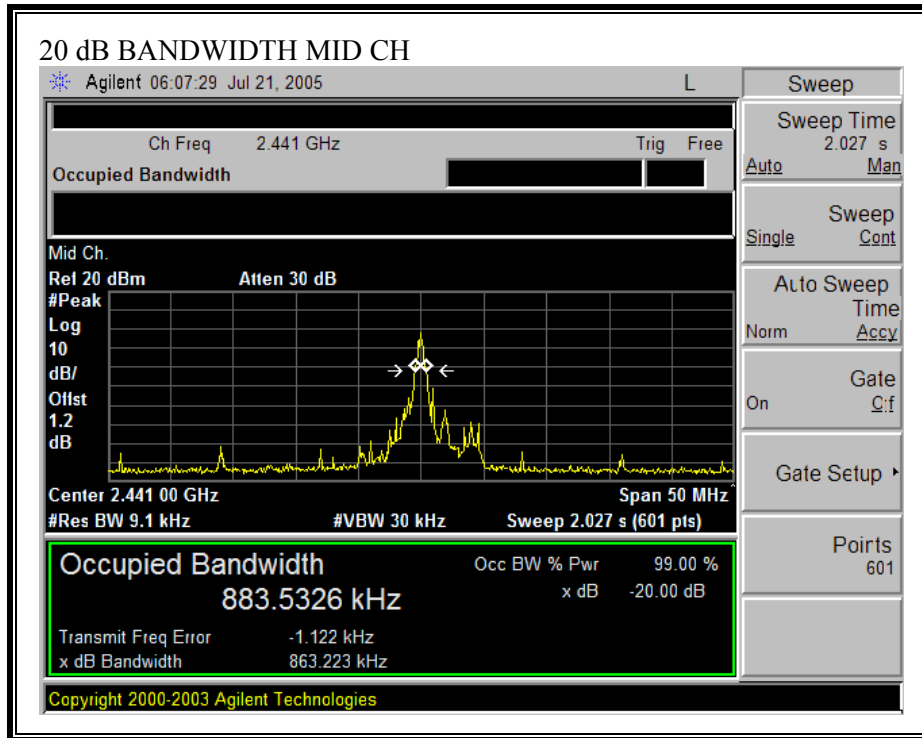 20 dB BANDWIDTH MID CH
Agilent 06:07:29 Jul 21, 2005 L
Ch Freq 2.441 GHz Trig Free
Occupied Bandwidth
Mid Ch.
Ref 20 dBm Atten 30 dB
#Peak
Log
10
dB/
Offst
1.2
dB
Center 2.441 00 GHz Span 50 MHz^
#Res BW 9.1 kHz #VBW 30 kHz Sweep 2.027 s (601 pts)
Occupied Bandwidth Occ BW % Pwr 99.00 %
883.5326 kHz x dB -20.00 dB
Transmit Freq Error -1.122 kHz
x dB Bandwidth 863.223 kHz
Copyright 2000-2003 Agilent Technologies
Sweep
Sweep Time
2.027 s
Auto Man
Sweep
Single Cont
Auto Sweep
Time
Norm Accy
Gate
On Off
Gate Setup
Points
601